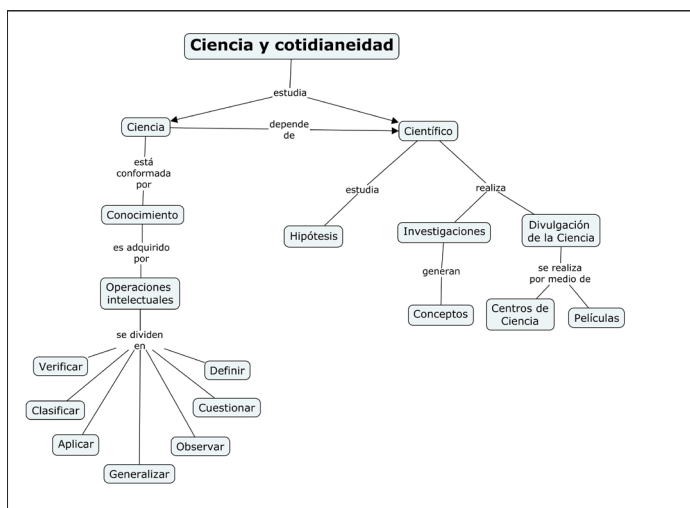 Ciencia y cotidianeidad
estudia
Ciencia
depende
de
Científico
está
conformada
por
estudia
realiza
Conocimiento
Hipótesis
Investigaciones
Divulgación
de la Ciencia
es adquirido
por
generan
se realiza
por medio de
Operaciones
intelectuales
Conceptos
Centros de
Ciencia
Películas
se dividen
en
Verificar
Definir
Clasificar
Cuestionar
Aplicar
Observar
Generalizar